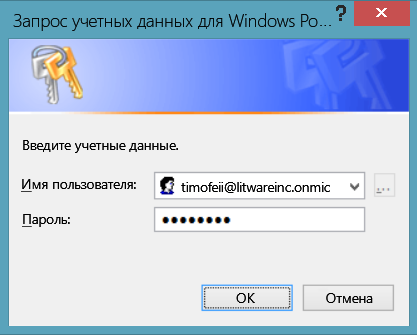 Запрос учетных данных для Windows Po... ?
Введите учетные данные.
Имя пользователя: timofeii@litwareinc.onmic
...
Пароль: ●●●●●●●●
OK
Отмена